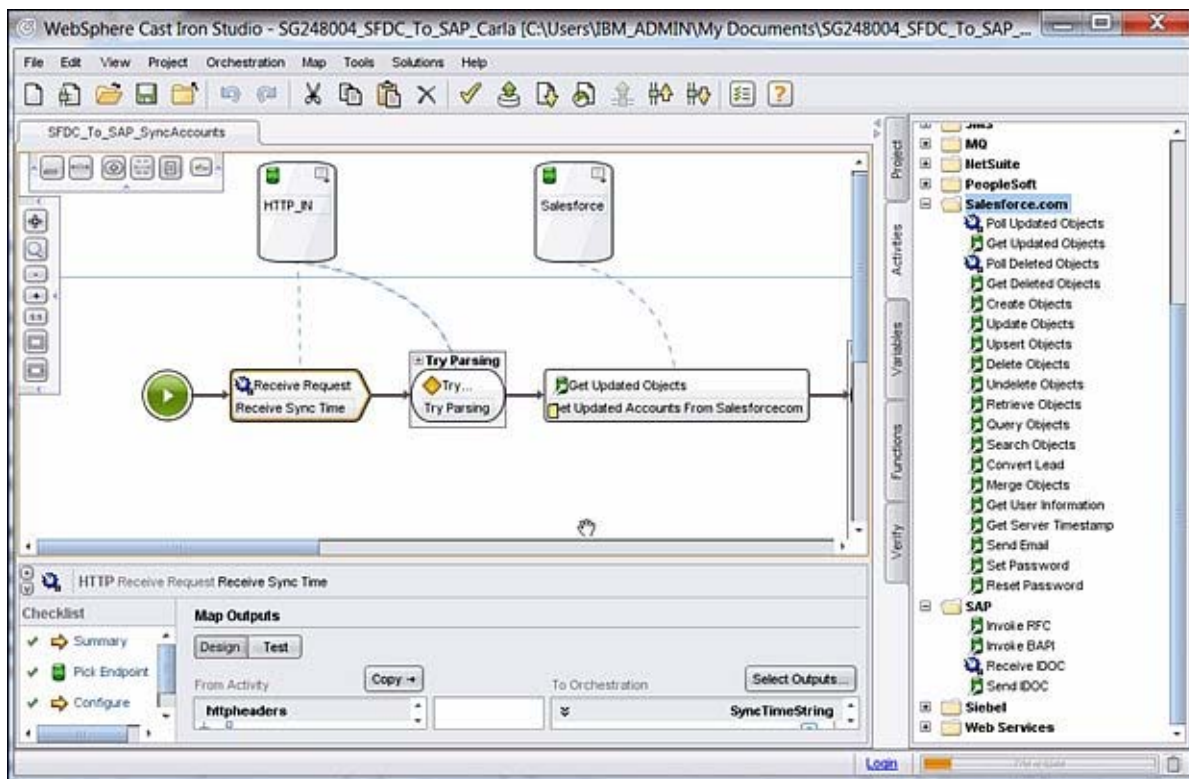 WebSphere Cast Iron Studio - SG248004_SFDC_To_SAP_Carla [C:\Users\IBM_ADMIN\My Documents\SG248004_SFDC_To_SAP_...
File Edit View Project Orchestration Map Tools Solutions Help
SFDC_To_SAP_SyncAccounts
HTTP_IN
Salesforce
Try Parsing
Receive Request
Receive Sync Time
Try...
Try Parsing
Get Updated Objects
Get Updated Accounts From Salesforcecom
Project
Activities
Variables
Functions
Verify
JMS
MQ
NetSuite
PeopleSoft
Salesforce.com
Poll Updated Objects
Get Updated Objects
Poll Deleted Objects
Get Deleted Objects
Create Objects
Update Objects
Upsert Objects
Delete Objects
Undelete Objects
Retrieve Objects
Query Objects
Search Objects
Convert Lead
Merge Objects
Get User Information
Get Server Timestamp
Send Email
Set Password
Reset Password
SAP
Invoke RFC
Invoke BAPI
Receive IDOC
Send IDOC
Siebel
Web Services
HTTP Receive Request Receive Sync Time
Checklist
Summary
Pick Endpoint
Configure
Map Outputs
Design Test
From Activity
Copy
To Orchestration
Select Outputs...
httpheaders
SyncTimeString
Login